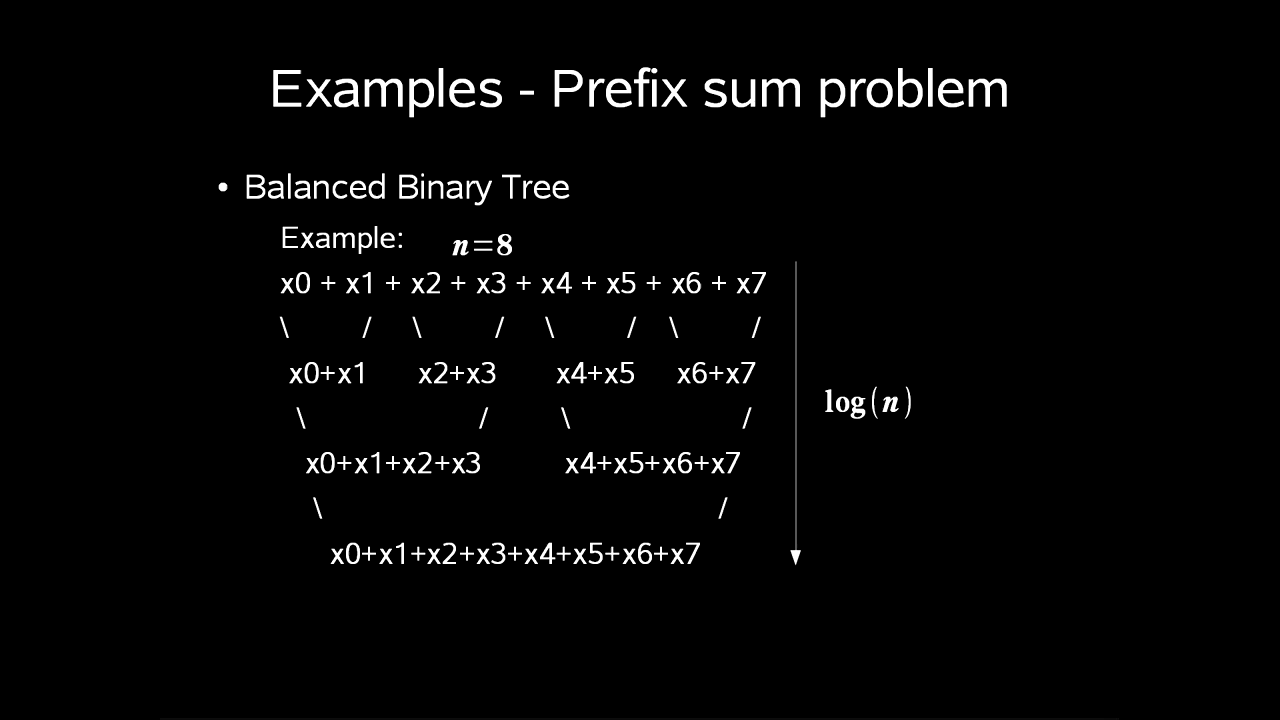 Examples - Prefix sum problem
• Balanced Binary Tree
Example: n=8
x0 + x1 + x2 + x3 + x4 + x5 + x6 + x7
\ / \ / \ / \ /
x0+x1 x2+x3 x4+x5 x6+x7
log(n)
\ / \ /
x0+x1+x2+x3 x4+x5+x6+x7
\ /
x0+x1+x2+x3+x4+x5+x6+x7